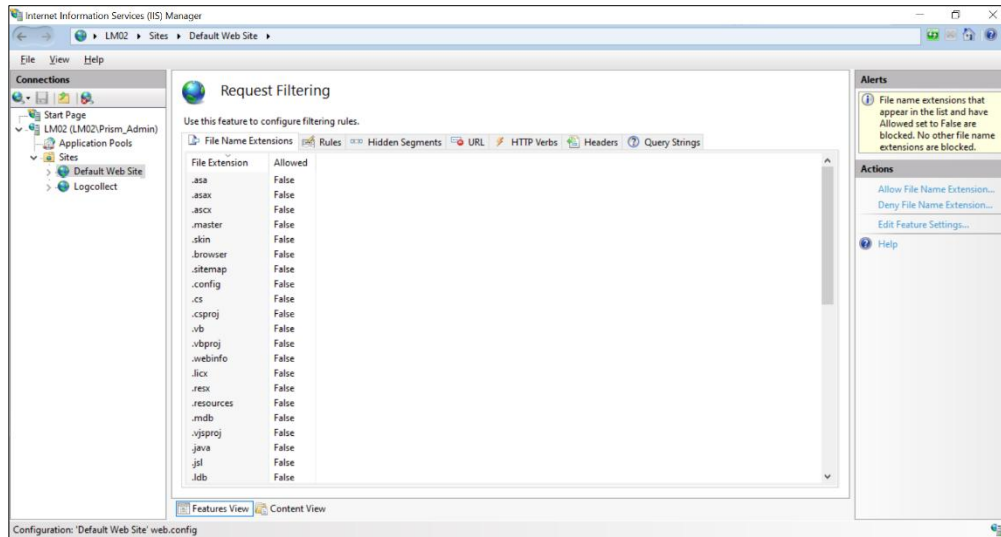 Internet Information Services (IIS) Manager
LM02 Sites Default Web Site
File View Help
Connections
Start Page
LM02 (LM02\Prism_Admin)
Application Pools
Sites
Default Web Site
Logcollect
Request Filtering
Use this feature to configure filtering rules.
File Name Extensions Rules Hidden Segments URL HTTP Verbs Headers Query Strings
File Extension Allowed
.asa False
.asax False
.ascx False
.master False
.skin False
.browser False
.sitemap False
.config False
.cs False
.csproj False
.vb False
.vbproj False
.webinfo False
.licx False
.resx False
.resources False
.mdb False
.vjsproj False
.java False
.jsl False
.ldb False
Features View Content View
Alerts
File name extensions that
appear in the list and have
Allowed set to False are
blocked. No other file name
extensions are blocked.
Actions
Allow File Name Extension...
Deny File Name Extension...
Edit Feature Settings...
Help
Configuration: 'Default Web Site' web.config